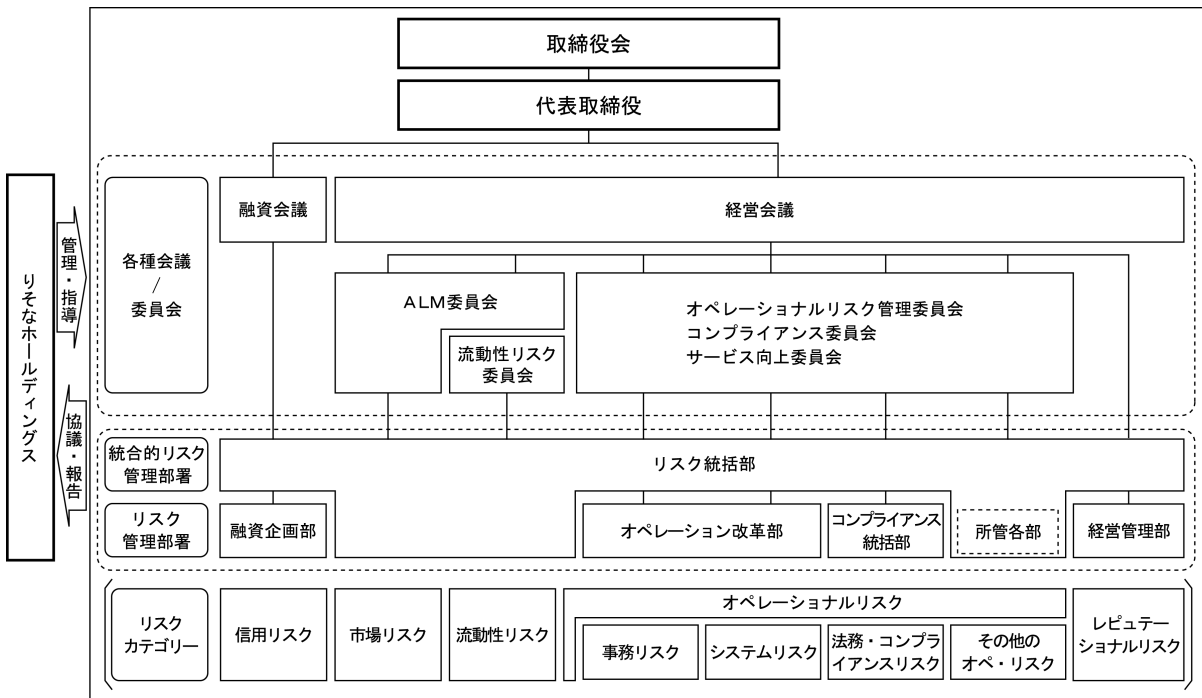 取締役会
代表取締役
りそなホールディングス
管理・指導
協議・報告
各種会議
/
委員会
融資会議
経営会議
ALM委員会
流動性リスク
委員会
オペレーショナルリスク管理委員会
コンプライアンス委員会
サービス向上委員会
統合的リスク
管理部署
リスク統括部
リスク
管理部署
融資企画部
オペレーション改革部
コンプライアンス
統括部
所管各部
経営管理部
リスク
カテゴリー
信用リスク
市場リスク
流動性リスク
オペレーショナルリスク
事務リスク
システムリスク
法務・コンプラ
イアンスリスク
その他の
オペ・リスク
レピュテー
ショナルリスク